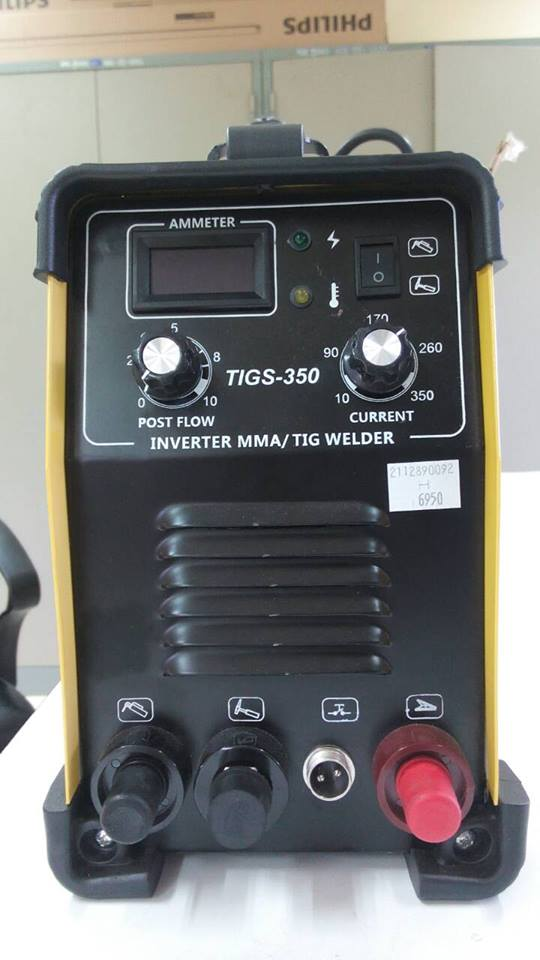 PHILIPS
AMMETER
I
O
170
5
2 8
90 260
TIGS-350
0 10
10 350
POST FLOW
CURRENT
INVERTER MMA/ TIG WELDER
2112890092
H
6950